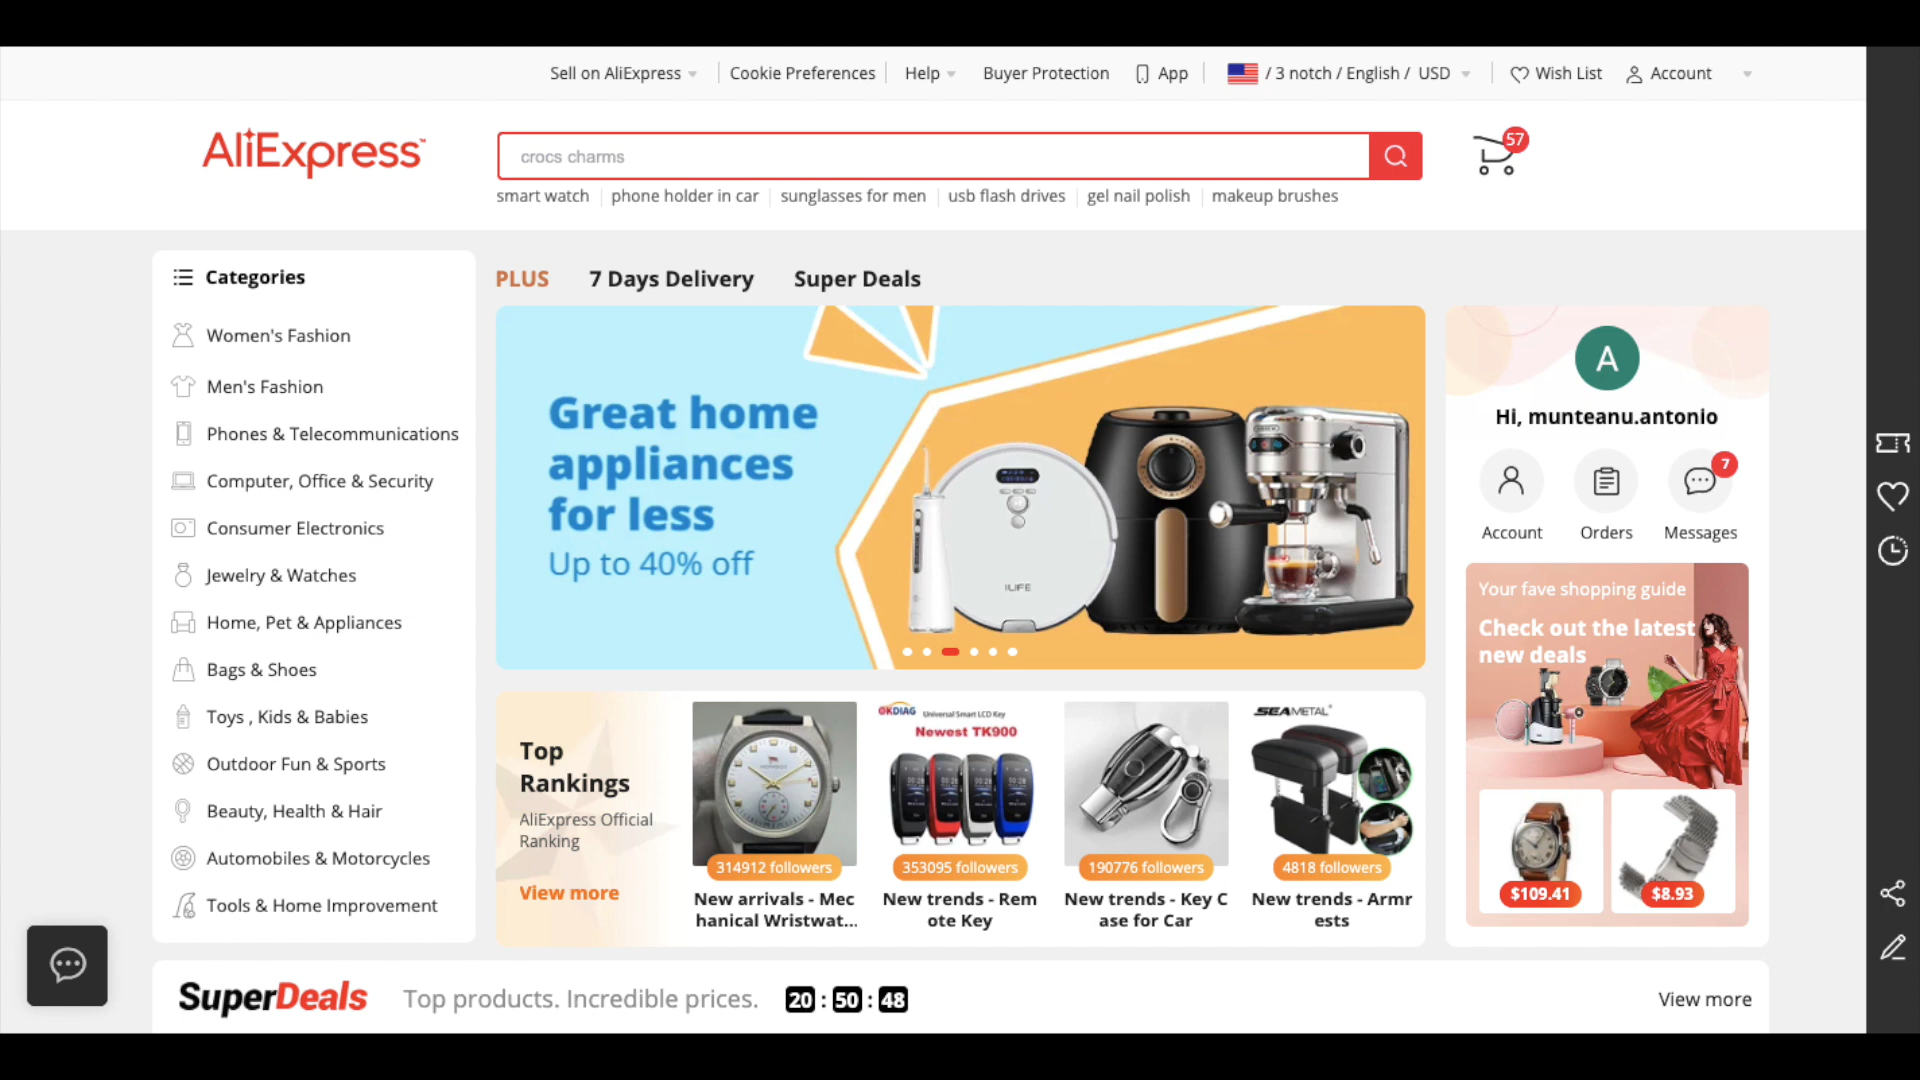 Sell on AliExpress
Cookie Preferences
Help
Buyer Protection
App
/ 3 notch / English / USD
Wish List
Account
AliExpress™
crocs charms
57
smart watch
phone holder in car
sunglasses for men
usb flash drives
gel nail polish
makeup brushes
Categories
Women's Fashion
Men's Fashion
Phones & Telecommunications
Computer, Office & Security
Consumer Electronics
Jewelry & Watches
Home, Pet & Appliances
Bags & Shoes
Toys , Kids & Babies
Outdoor Fun & Sports
Beauty, Health & Hair
Automobiles & Motorcycles
Tools & Home Improvement
PLUS
7 Days Delivery
Super Deals
Great home
appliances
for less
Up to 40% off
ILIFE
A
Hi, munteanu.antonio
7
Account
Orders
Messages
Your fave shopping guide
Check out the latest
new deals
$109.41
$8.93
Top
Rankings
AliExpress Official
Ranking
View more
314912 followers
New arrivals - Mec
hanical Wristwat...
OKDIAG Universal Smart LCD Key
Newest TK900
353095 followers
New trends - Rem
ote Key
190776 followers
New trends - Key C
ase for Car
SEAMETAL®
4818 followers
New trends - Armr
ests
SuperDeals
Top products. Incredible prices.
20 : 50 : 48
View more